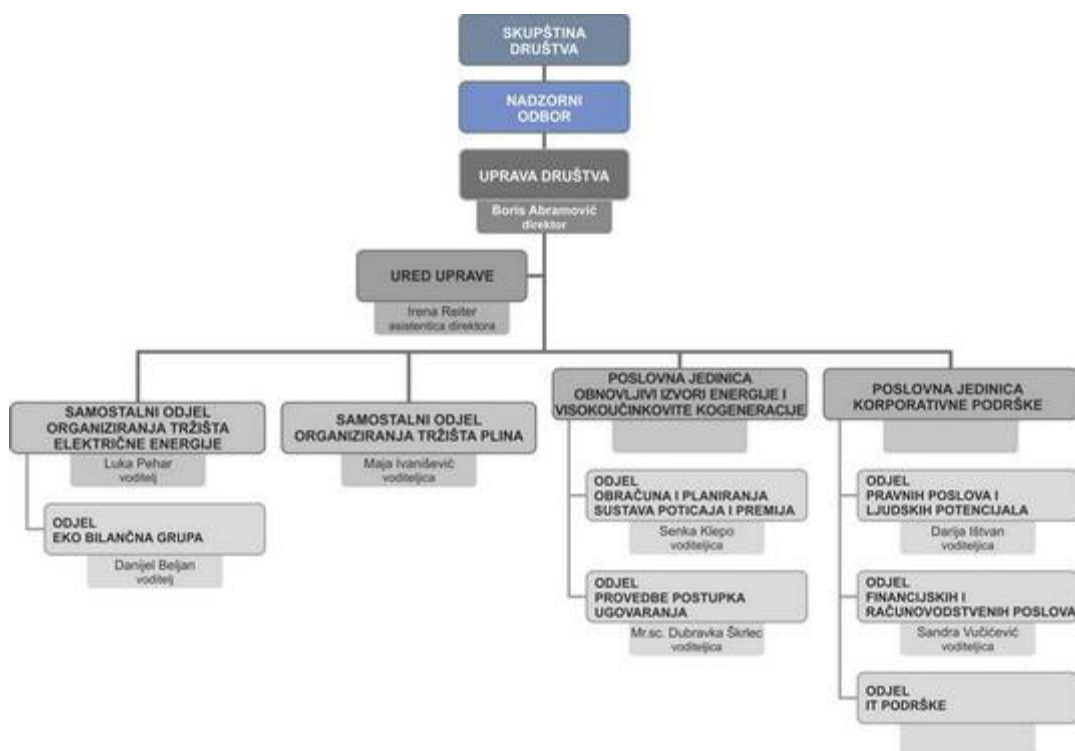 SKUPŠTINA
DRUŠTVA
NADZORNI
ODBOR
UPRAVA DRUŠTVA
Boris Abramović
direktor
URED UPRAVE
Irena Reiter
asistentica direktora
SAMOSTALNI ODJEL
ORGANIZIRANJA TRŽIŠTA
ELEKTRIČNE ENERGIJE
Luka Pehar
voditelj
ODJEL
EKO BILANČNA GRUPA
Danijel Beljan
voditelj
SAMOSTALNI ODJEL
ORGANIZIRANJA TRŽIŠTA PLINA
Maja Ivanišević
voditeljica
POSLOVNA JEDINICA
OBNOVLJIVI IZVORI ENERGIJE I
VISOKOUČINKOVITE KOGENERACIJE
ODJEL
OBRAČUNA I PLANIRANJA
SUSTAVA POTICAJA I PREMIJA
Senka Klepo
voditeljica
ODJEL
PROVEDBE POSTUPKA
UGOVARANJA
Mr.sc. Dubravka Škrlec
voditeljica
POSLOVNA JEDINICA
KORPORATIVNE PODRŠKE
ODJEL
PRAVNIH POSLOVA I
LJUDSKIH POTENCIJALA
Darija Ištvan
voditeljica
ODJEL
FINANCIJSKIH I
RAČUNOVODSTVENIH POSLOVA
Sandra Vučićević
voditeljica
ODJEL
IT PODRŠKE